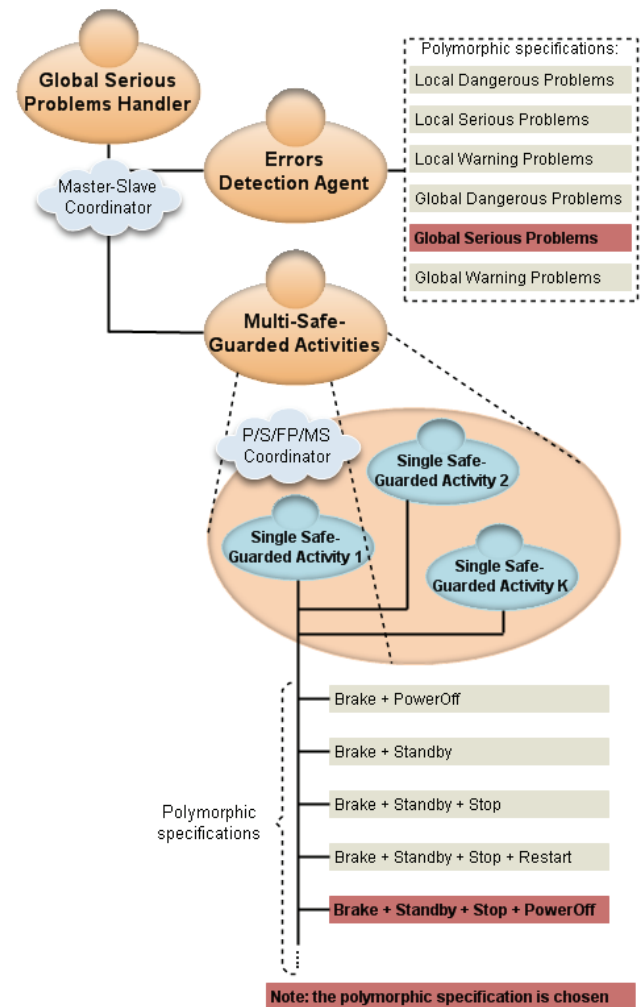 Global Serious
Problems Handler
Master-Slave
Coordinator
Errors
Detection Agent
Polymorphic specifications:
Local Dangerous Problems
Local Serious Problems
Local Warning Problems
Global Dangerous Problems
Global Serious Problems
Global Warning Problems
Multi-Safe-
Guarded Activities
P/S/FP/MS
Coordinator
Single Safe-
Guarded Activity 2
Single Safe-
Guarded Activity 1
Single Safe-
Guarded Activity K
Polymorphic
specifications
Brake + PowerOff
Brake + Standby
Brake + Standby + Stop
Brake + Standby + Stop + Restart
Brake + Standby + Stop + PowerOff
Note: the polymorphic specification is chosen